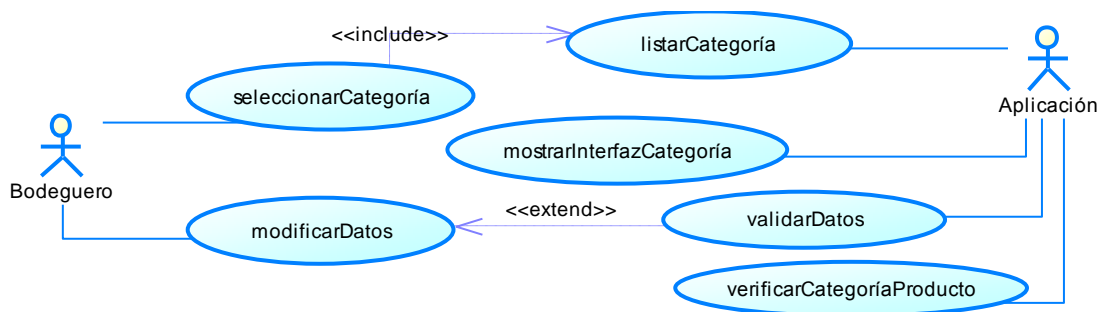 <<include>>
listarCategoría
seleccionarCategoría
Aplicación
mostrarInterfazCategoría
Bodeguero
<<extend>>
validarDatos
modificarDatos
verificarCategoríaProducto